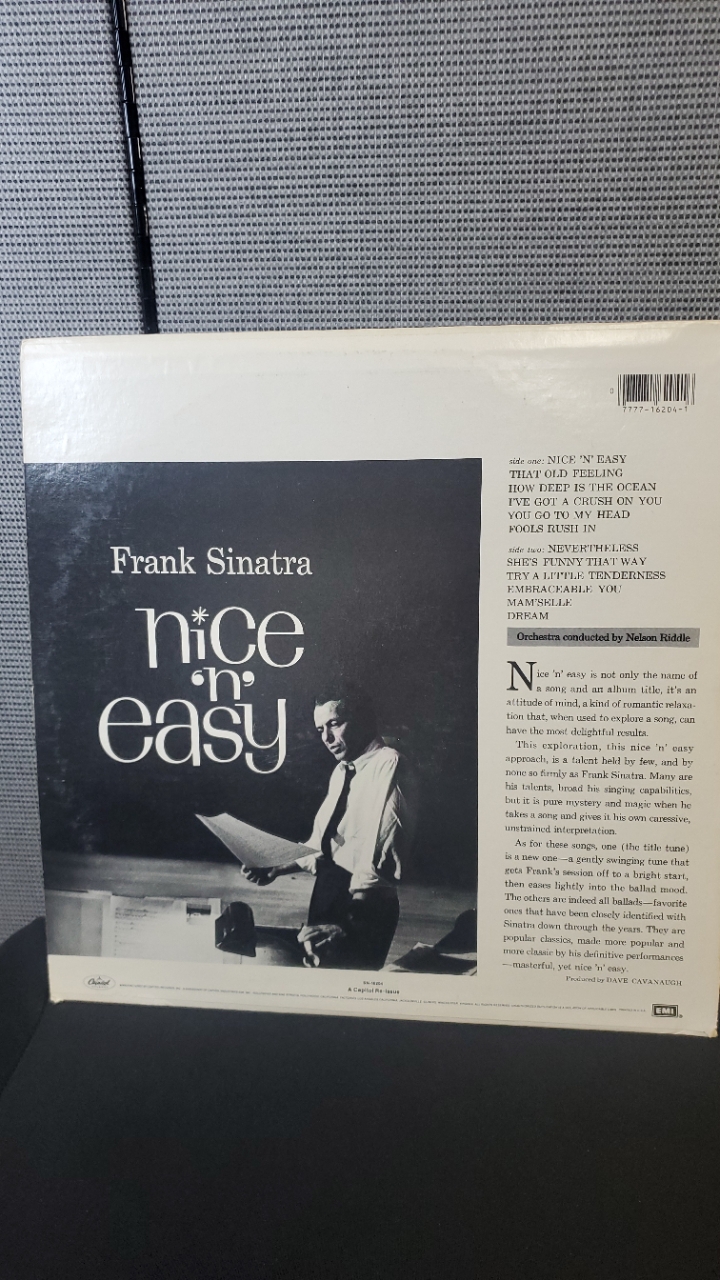 0
7777-16204-1
Frank Sinatra
nice
'n'
easy
side one: NICE 'N' EASY
THAT OLD FEELING
HOW DEEP IS THE OCEAN
I'VE GOT A CRUSH ON YOU
YOU GO TO MY HEAD
FOOLS RUSH IN
side two: NEVERTHELESS
SHE'S FUNNY THAT WAY
TRY A LITTLE TENDERNESS
EMBRACEABLE YOU
MAM'SELLE
DREAM
Orchestra conducted by Nelson Riddle
Nice 'n' easy is not only the name of
a song and an album title, it's an
attitude of mind, a kind of romantic relaxa-
tion that, when used to explore a song, can
have the most delightful results.
This exploration, this nice 'n' easy
approach, is a talent held by few, and by
none so firmly as Frank Sinatra. Many are
his talents, broad his singing capabilities,
but it is pure mystery and magic when he
takes a song and gives it his own caressive,
unstrained interpretation.
As for these songs, one (the title tune)
is a new one—a gently swinging tune that
gets Frank's session off to a bright start,
then eases lightly into the ballad mood.
The others are indeed all ballads—favorite
ones that have been closely identified with
Sinatra down through the years. They are
popular classics, made more popular and
more classic by his definitive performances
—masterful, yet nice 'n' easy.
Produced by DAVE CAVANAUGH
Capitol
A Capitol Re-Issue
EMI